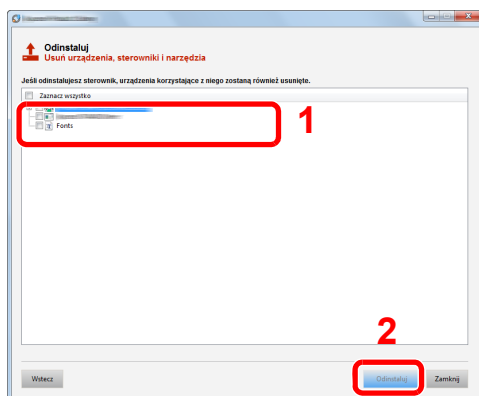 Odinstaluj
Usuń urządzenia, sterowniki i narzędzia
Jeśli odinstalujesz sterownik, urządzenia korzystające z niego zostaną również usunięte.
Zaznacz wszystko
1
Fonts
2
Wstecz
Odinstaluj
Zamknij